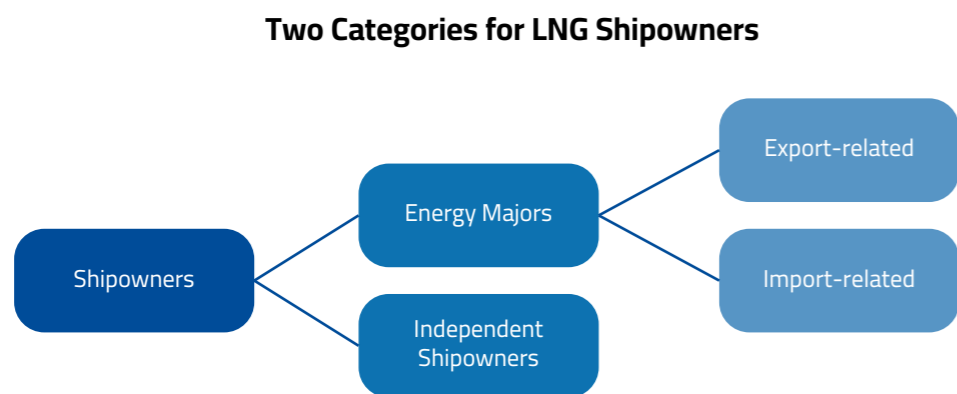 Two Categories for LNG Shipowners
Export-related
Energy Majors
Shipowners
Import-related
Independent
Shipowners